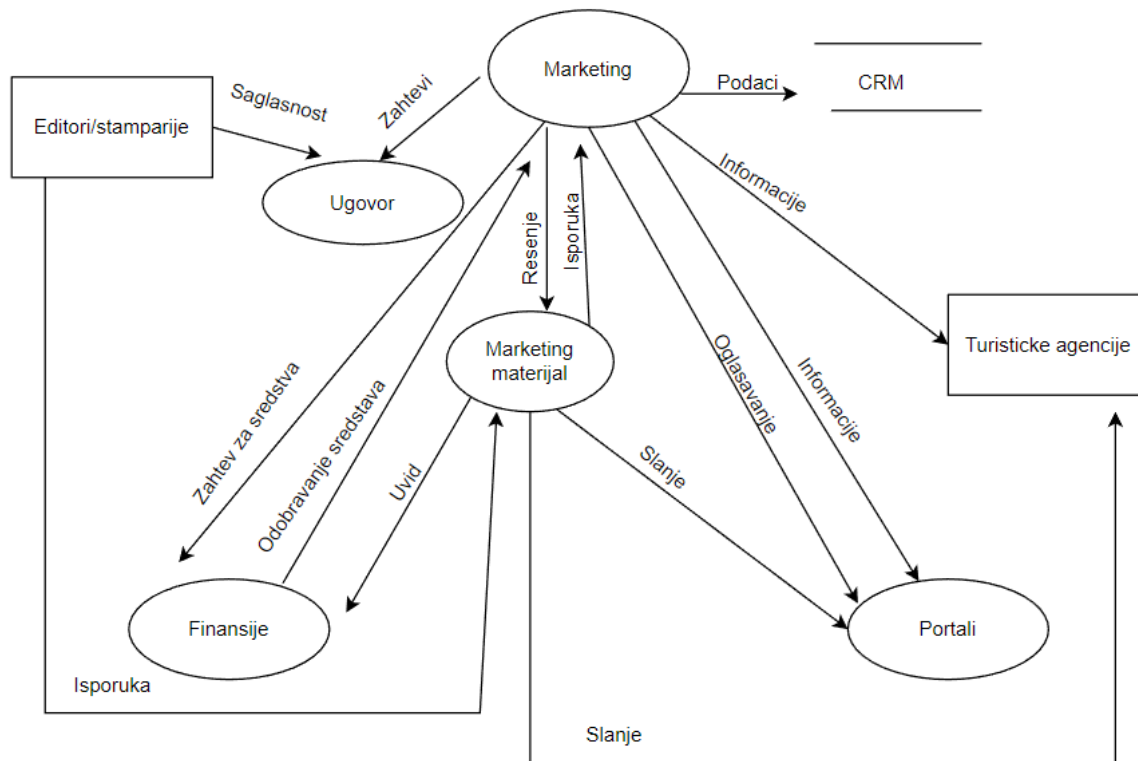 Marketing
Podaci
CRM
Editori/stamparije
Saglasnost
Zahtevi
Ugovor
Informacije
Resenje
Isporuka
Turisticke agencije
Marketing
materijal
Oglasavanje
Informacije
Zahtev za sredstva
Odobravanje sredstava
Uvid
Slanje
Finansije
Portali
Isporuka
Slanje